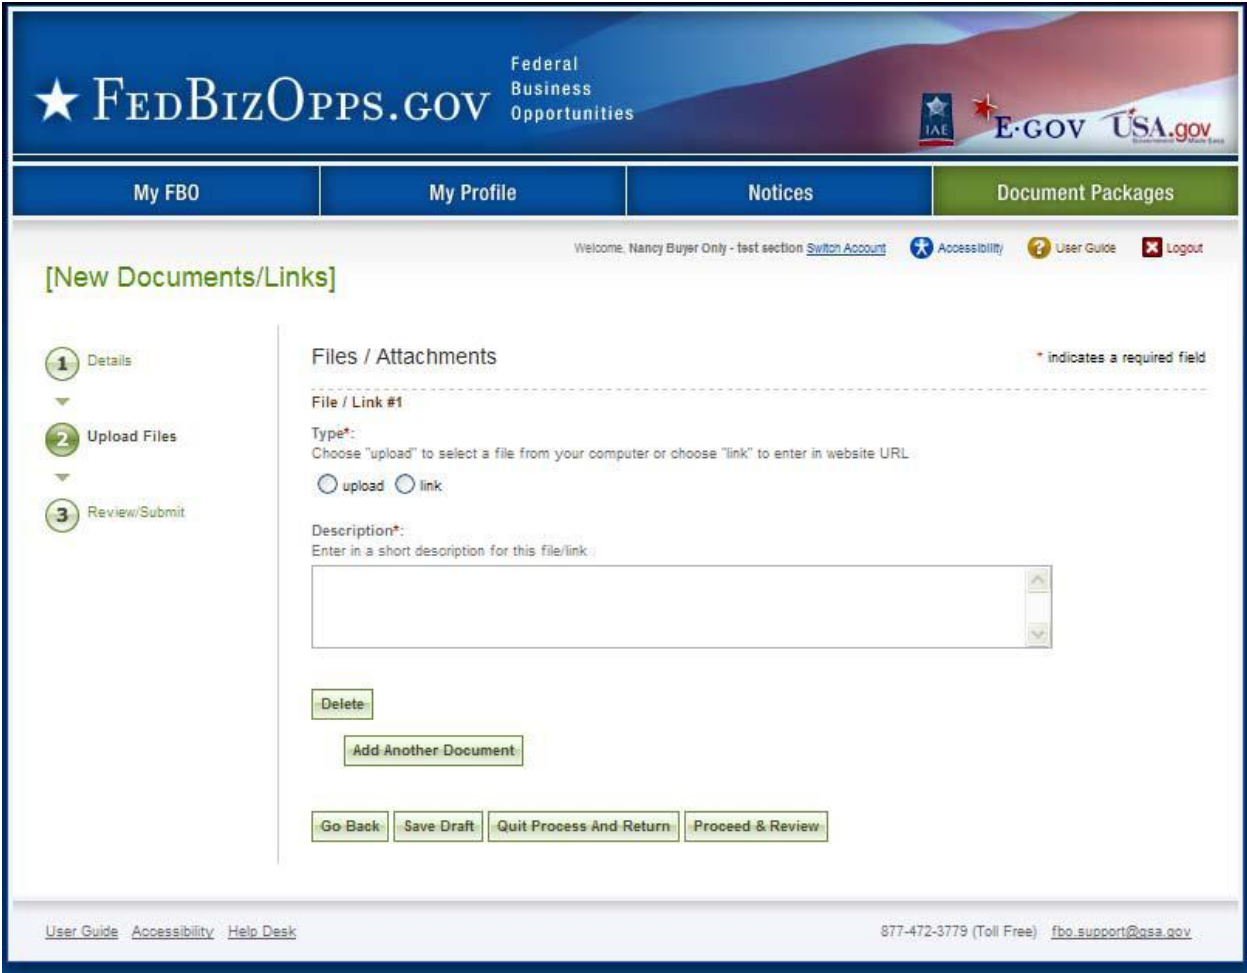 ★ FEDBIZOPPS.GOV
Federal
Business
Opportunities
IAE
E-GOV
USA.gov
Government Made Easy
My FBO
My Profile
Notices
Document Packages
Welcome, Nancy Buyer Only - test section Switch Account
Accessibility
User Guide
Logout
[New Documents/Links]
1 Details
2 Upload Files
3 Review/Submit
Files / Attachments
* indicates a required field
File / Link #1
Type*:
Choose "upload" to select a file from your computer or choose "link" to enter in website URL
upload link
Description*:
Enter in a short description for this file/link
Delete
Add Another Document
Go Back Save Draft Quit Process And Return Proceed & Review
User Guide Accessibility Help Desk
877-472-3779 (Toll Free) fbo.support@gsa.gov